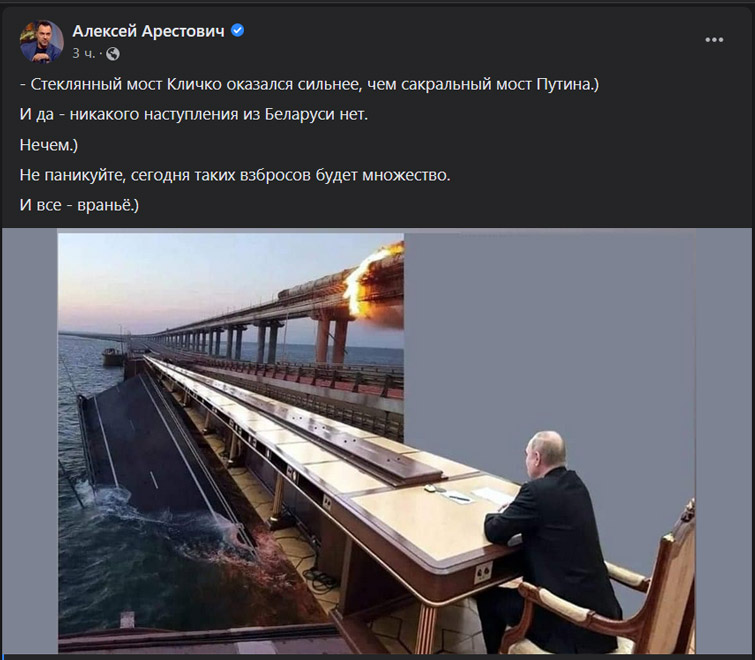 Алексей Арестович
3 ч. ·
- Стеклянный мост Кличко оказался сильнее, чем сакральный мост Путина.)
И да - никакого наступления из Беларуси нет.
Нечем.)
Не паникуйте, сегодня таких взбросов будет множество.
И все - враньё.)